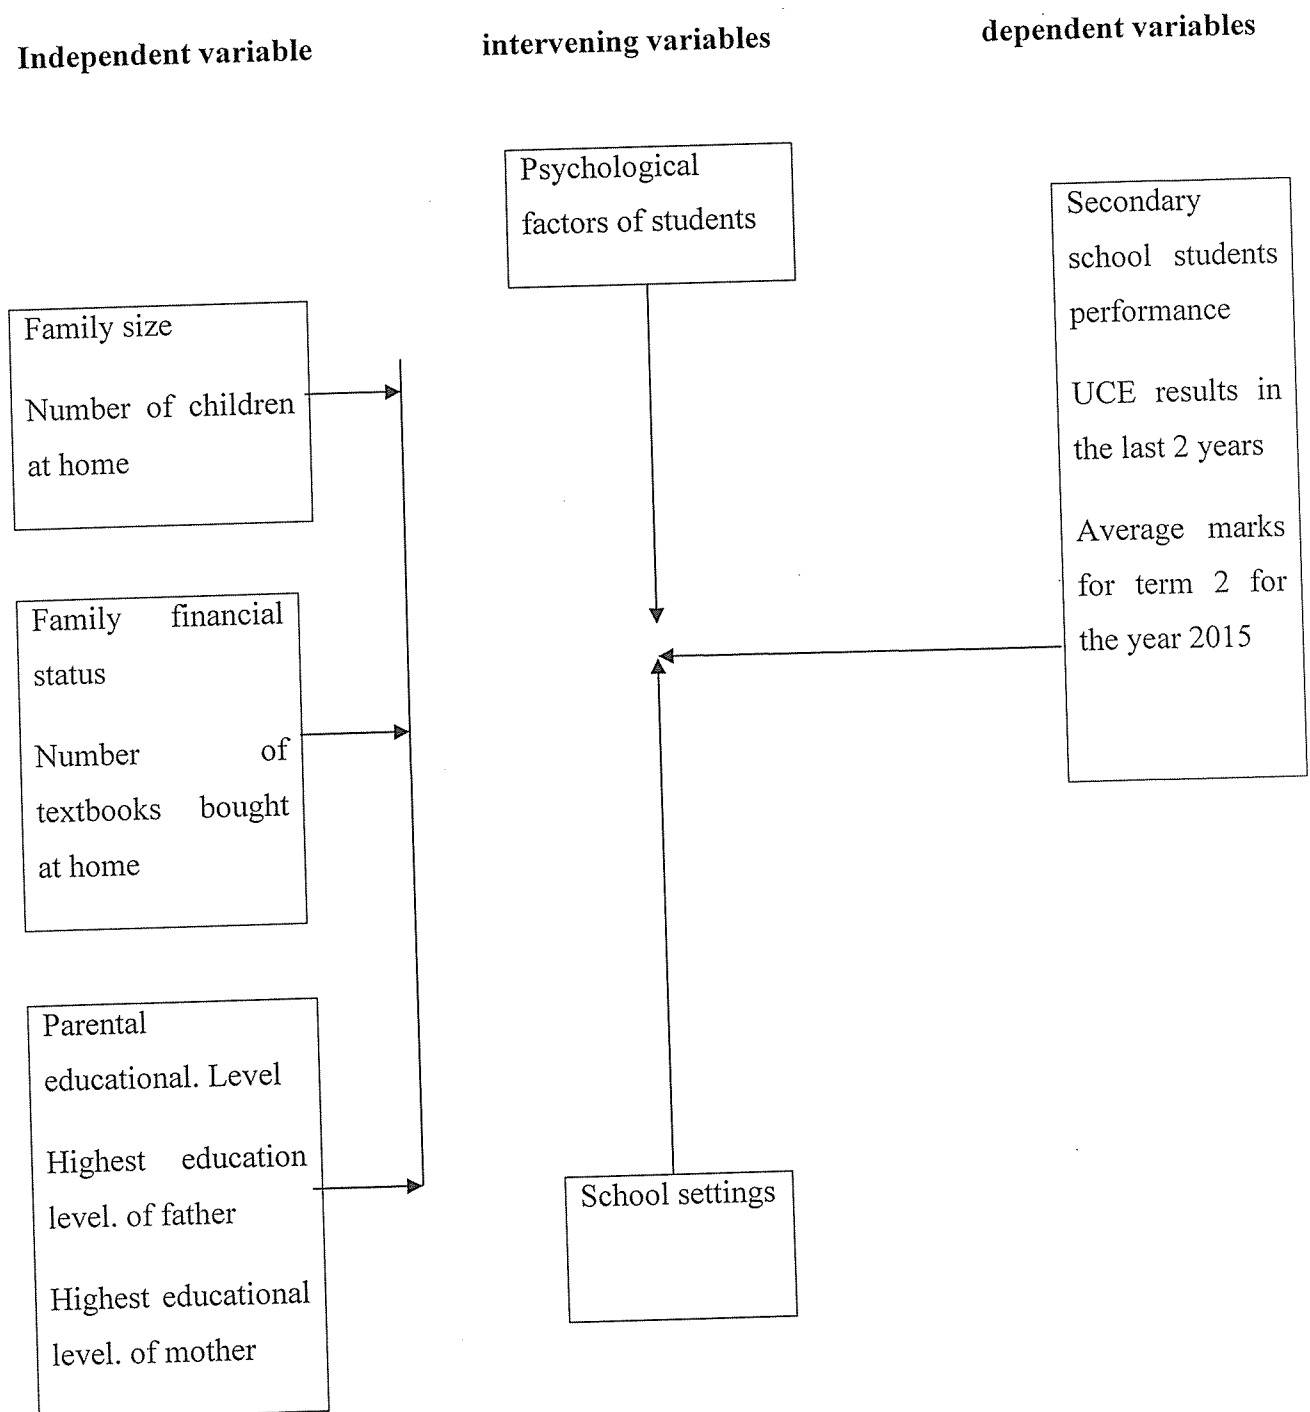 Independent variable
intervening variables
dependent variables
Psychological
factors of students
Secondary
school students
performance
UCE results in
the last 2 years
Average marks
for term 2 for
the year 2015
Family size
Number of children
at home
Family financial
status
Number of
textbooks bought
at home
Parental
educational. Level
Highest education
level. of father
Highest educational
level. of mother
School settings